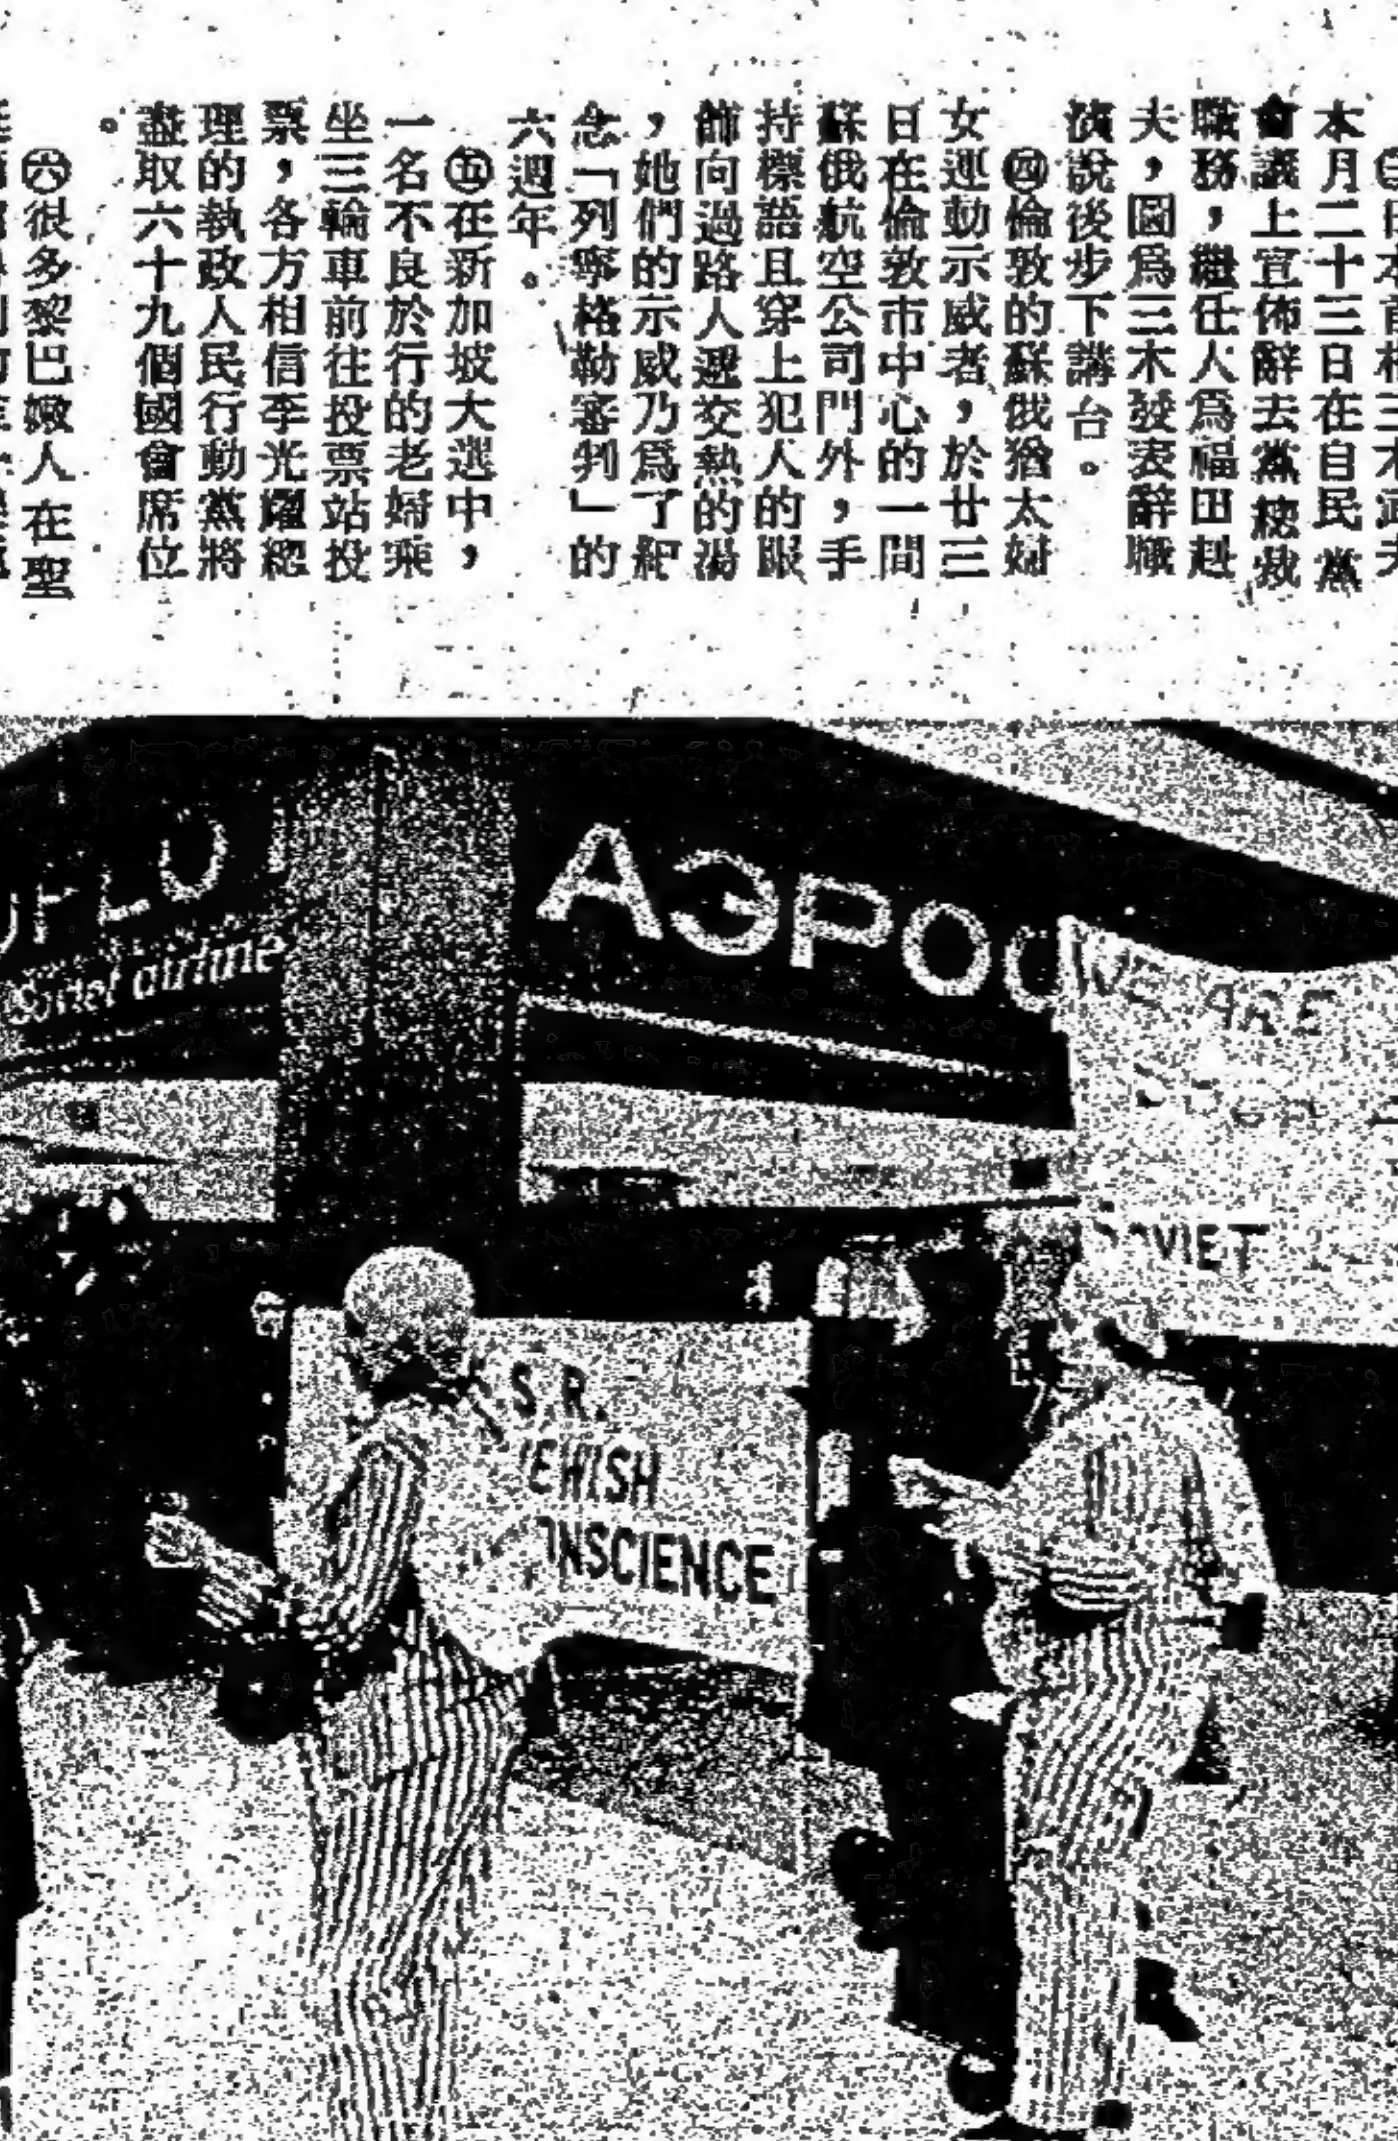 本月二十三日在自民黨
會議上宣佈辭去黨總裁
職務，繼任人爲福田赳
夫，圖爲三木發表辭職
演說後步下講台。
㊃倫敦的蘇俄猶太婦
女運動示威者，於廿三
日在倫敦市中心的一間
蘇俄航空公司門外，手
持標語且穿上犯人的服
飾向過路人遞交熱的湯
，她們的示威乃爲了紀
念「列寧格勒審判」的
六週年。
㊄在新加坡大選中，
一名不良於行的老婦乘
坐三輪車前往投票站投
票，各方相信李光耀總
理的執政人民行動黨將
盡取六十九個國會席位
。
㊅很多黎巴嫩人在聖
Soviet airline
АЭРО
WE ARE
SOVIET
S.R.
JEWISH
ONSCIENCE